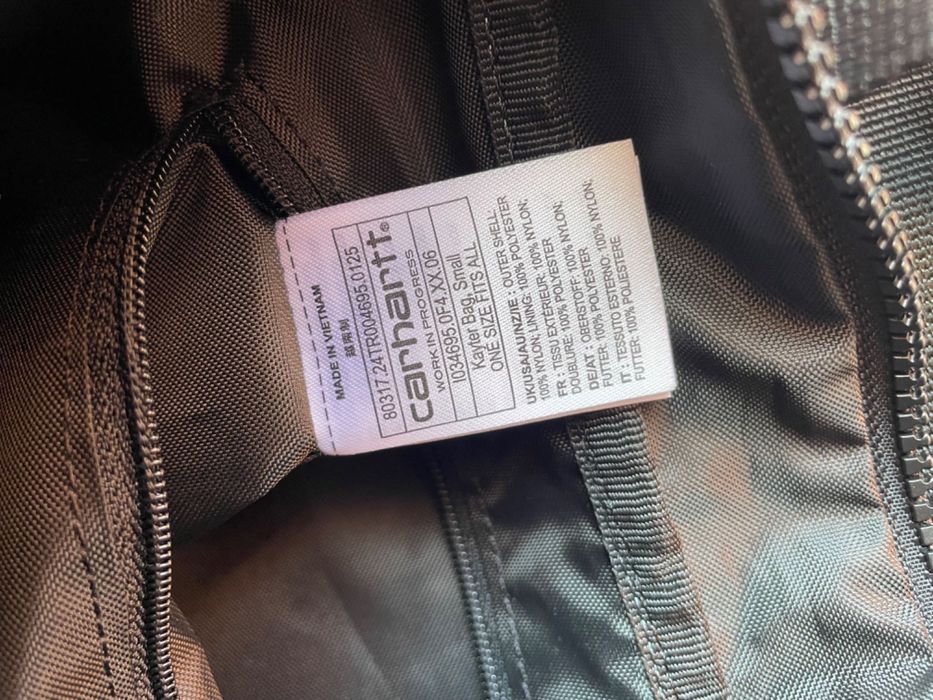 MADE IN VIETNAM
越南制
80317 24TR004695.0125
carhartt®
WORK IN PROGRESS
I034695.0F4.XX.06
Kayter Bag, Small
ONE SIZE FITS ALL
UK/USA/AU/NZ/IE : OUTER SHELL
100% NYLON; LINING: 100% POLYESTER
FR : TISSU EXTERIEUR: 100% NYLON;
DOUBLURE: 100% POLYESTER
DE/AT : OBERSTOFF: 100% NYLON;
FUTTER: 100% POLYESTER
IT : TESSUTO ESTERNO: 100% NYLON;
FUTTER: 100% POLIESTERE